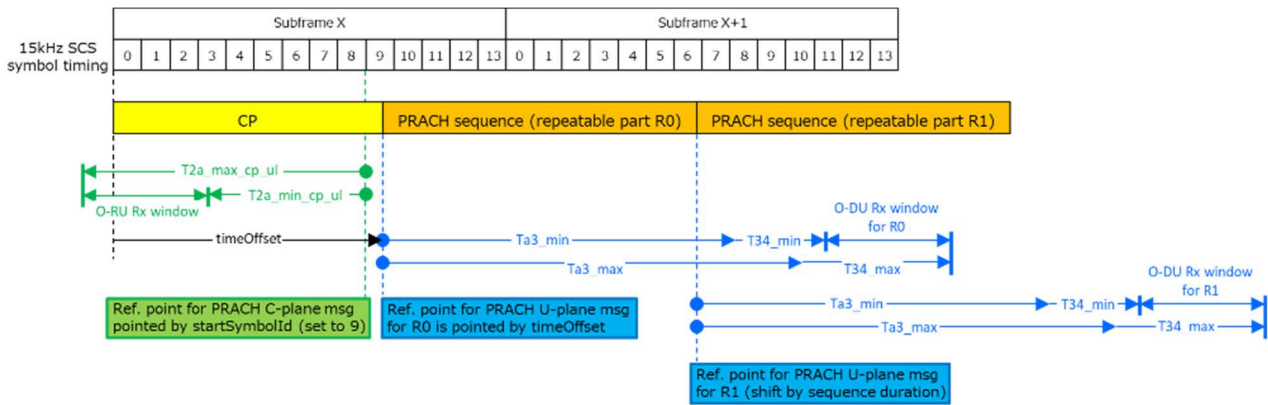 Subframe X
Subframe X+1
15kHz SCS
symbol timing
0 1 2 3 4 5 6 7 8 9 10 11 12 13 0 1 2 3 4 5 6 7 8 9 10 11 12 13
CP
PRACH sequence (repeatable part R0)
PRACH sequence (repeatable part R1)
T2a_max_cp_ul
T2a_min_cp_ul
O-RU Rx window
timeOffset
Ta3_min
T34_min
O-DU Rx window
for R0
Ta3_max
T34_max
O-DU Rx window
for R1
Ta3_min
T34_min
Ta3_max
T34 max
Ref. point for PRACH C-plane msg
pointed by startSymbolId (set to 9)
Ref. point for PRACH U-plane msg
for R0 is pointed by timeOffset
Ref. point for PRACH U-plane msg
for R1 (shift by sequence duration)